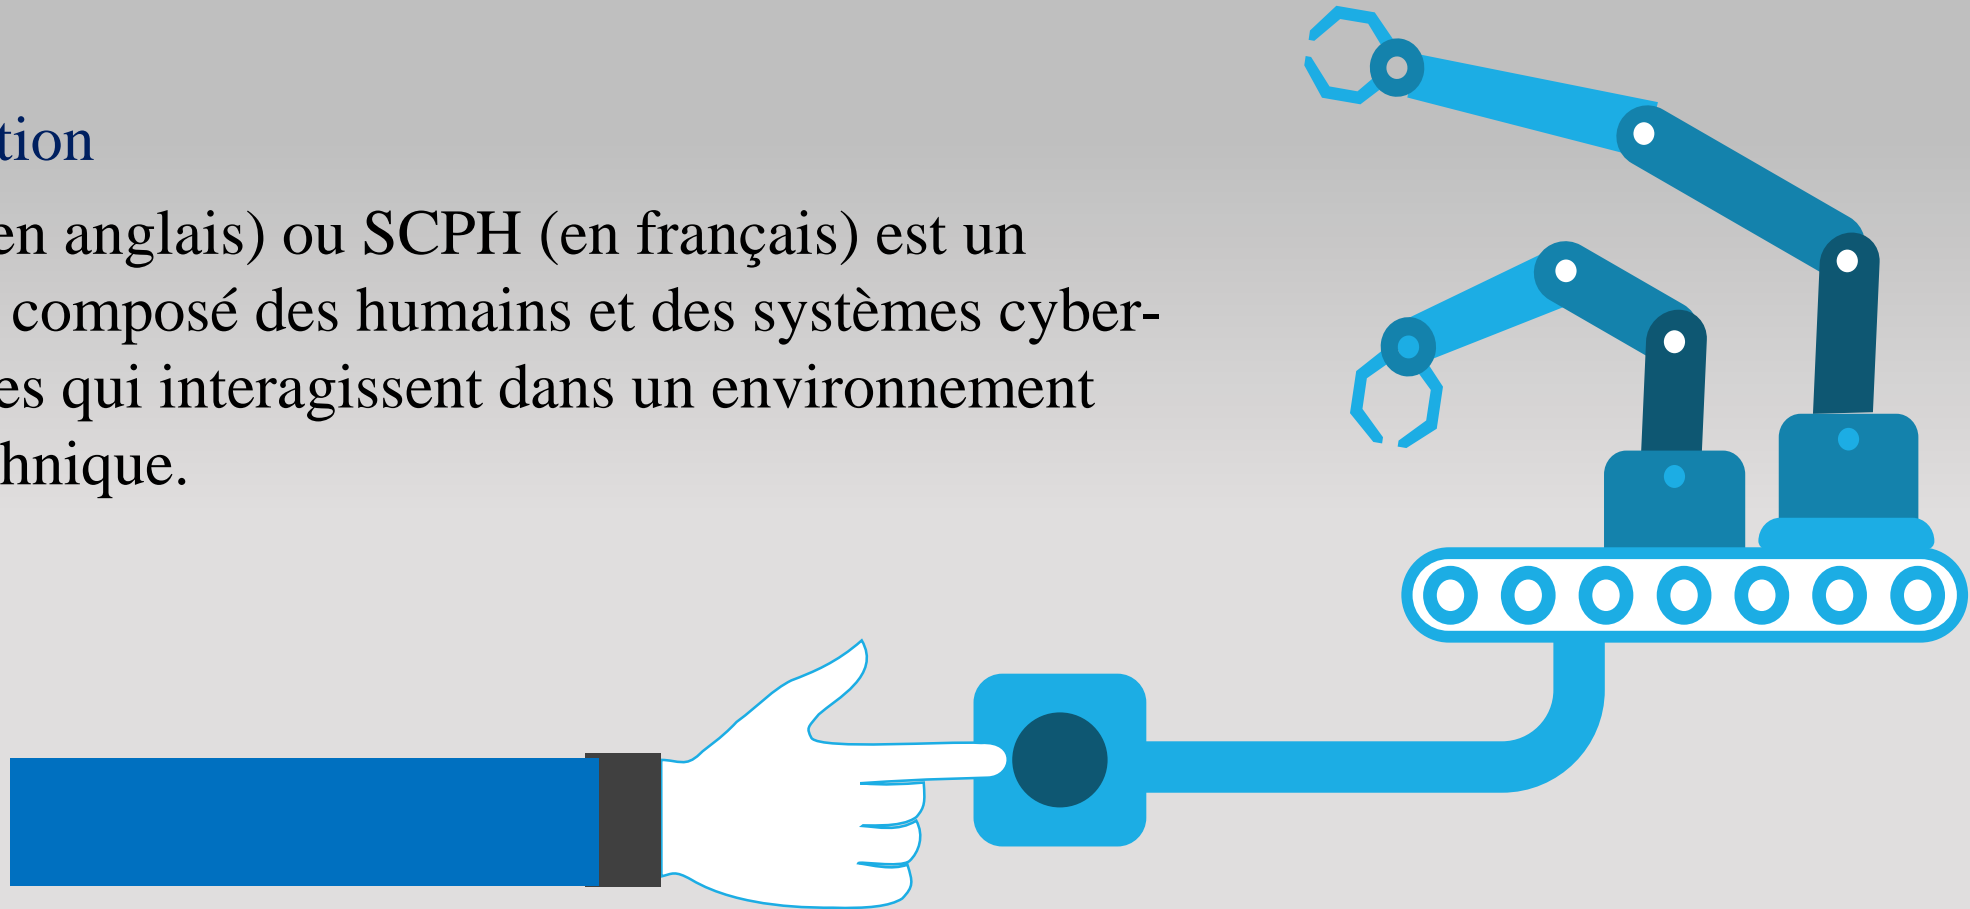 tion
en anglais) ou SCPH (en français) est un
composé des humains et des systèmes cyber-
es qui interagissent dans un environnement
hnique.